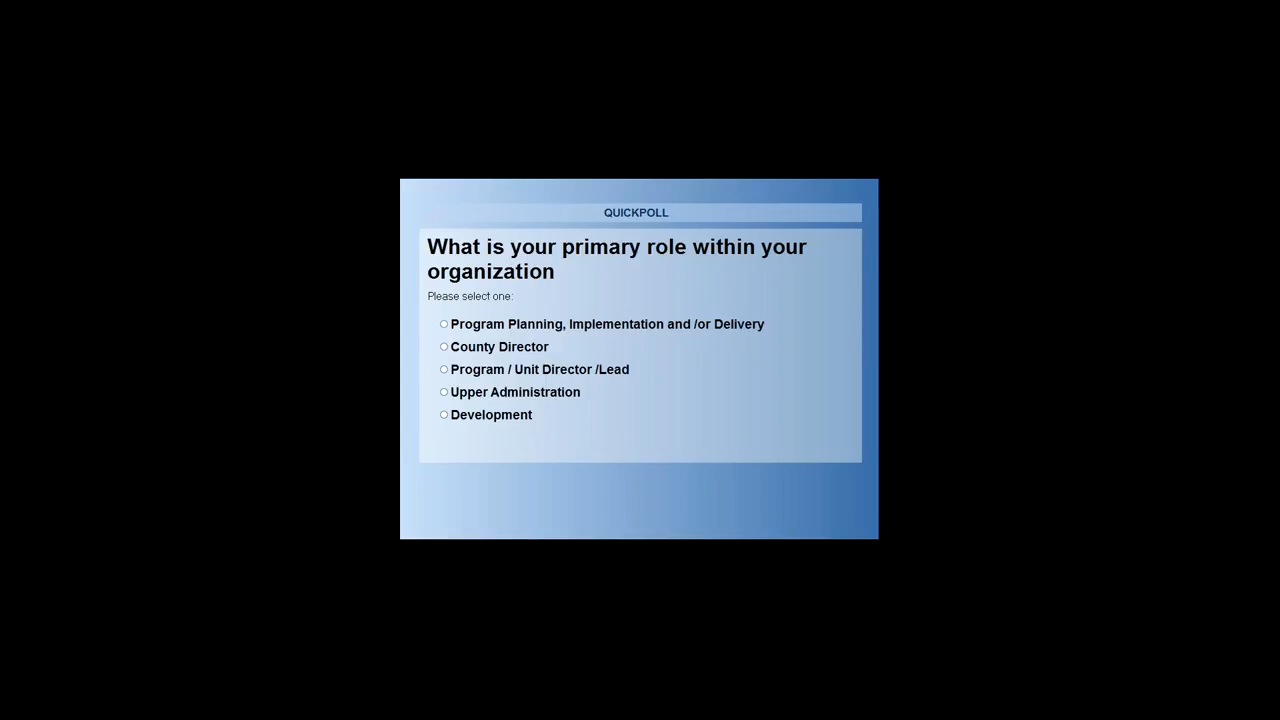 QUICKPOLL
What is your primary role within your
organization
Please select one:
Program Planning, Implementation and /or Delivery
County Director
Program / Unit Director /Lead
Upper Administration
Development